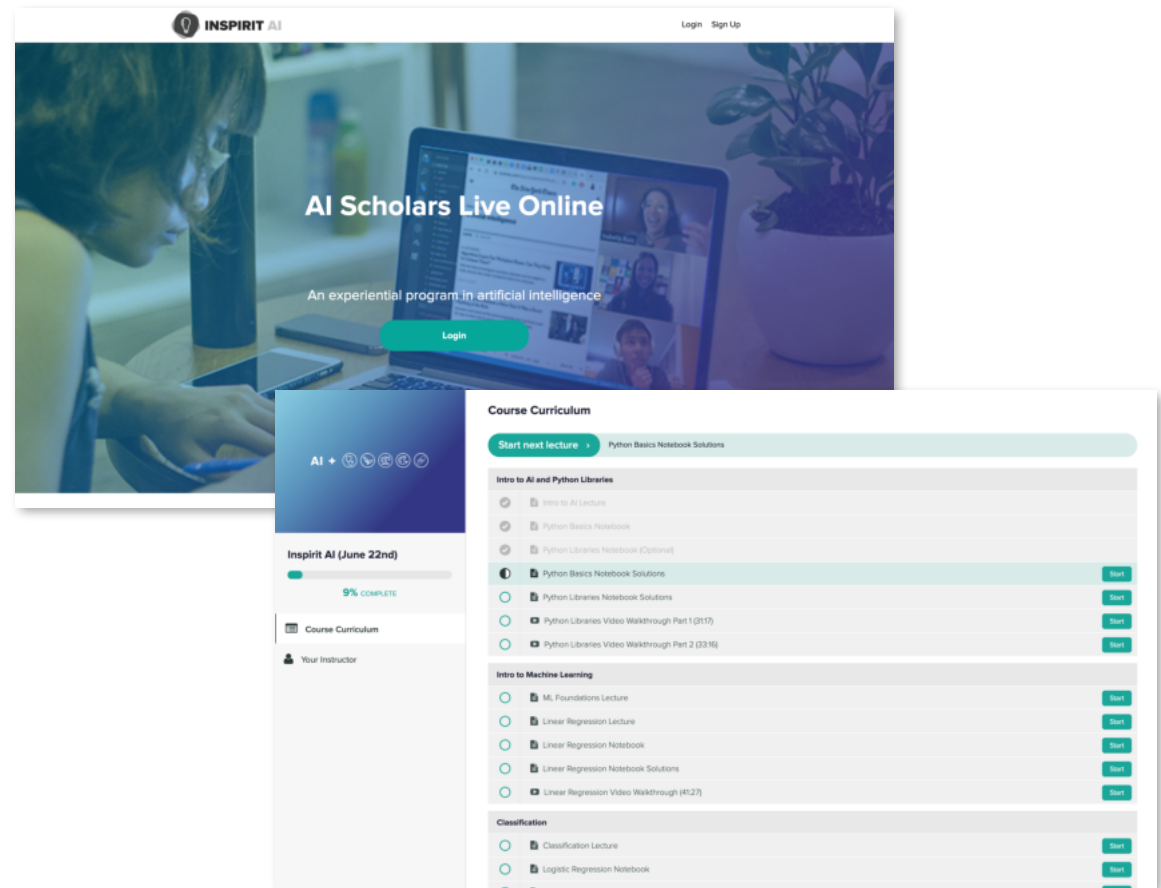 INSPIRIT AI
Login Sign Up
The New York Times
AI Scholars Live Online
An experiential program in artificial intelligence
Login
Course Curriculum
Start next lecture › Python Basics Notebook Solutions
AI +
Intro to AI and Python Libraries
Intro to AI Lecture
Python Basics Notebook
Python Libraries Notebook (Optional)
Inspirit AI (June 22nd)
Python Basics Notebook Solutions Start
9% COMPLETE
Python Libraries Notebook Solutions Start
Course Curriculum
Python Libraries Video Walkthrough Part 1 (31:17) Start
Python Libraries Video Walkthrough Part 2 (33:16) Start
Your Instructor
Intro to Machine Learning
ML Foundations Lecture Start
Linear Regression Lecture Start
Linear Regression Notebook Start
Linear Regression Notebook Solutions Start
Linear Regression Video Walkthrough (41:27) Start
Classification
Classification Lecture Start
Logistic Regression Notebook Start